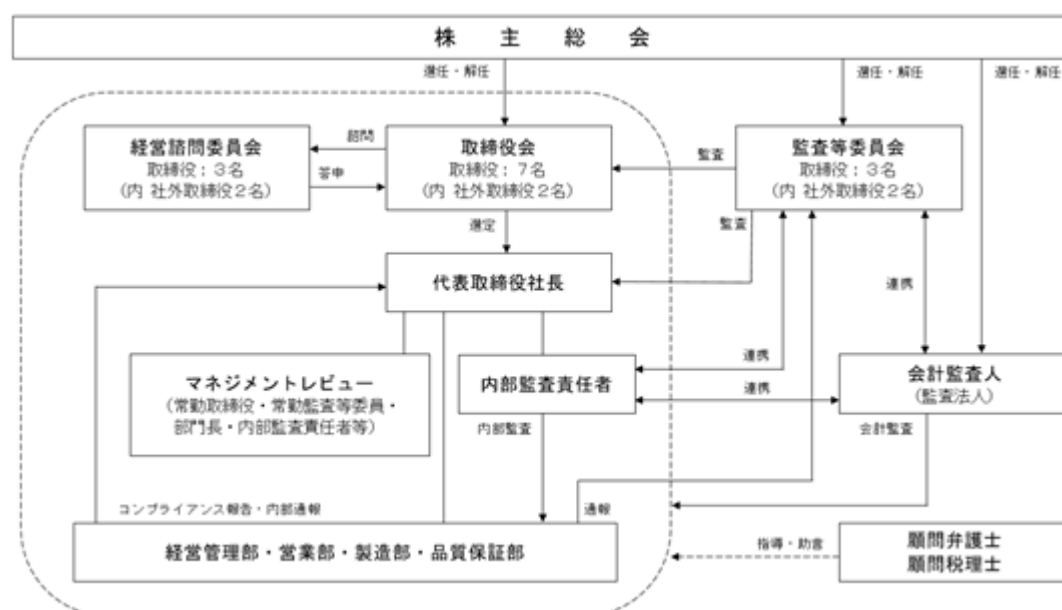 株主総会
選任・解任
選任・解任
選任・解任
経営諮問委員会
取締役:3名
(内 社外取締役2名)
諮問
答申
取締役会
取締役:7名
(内 社外取締役2名)
監査
監査等委員会
取締役:3名
(内 社外取締役2名)
選定
監査
代表取締役社長
連携
マネジメントレビュー
(常勤取締役・常勤監査等委員・
部門長・内部監査責任者等)
内部監査責任者
連携
連携
会計監査人
(監査法人)
内部監査
会計監査
コンプライアンス報告・内部通報
通報
経営管理部・営業部・製造部・品質保証部
指導・助言
顧問弁護士
顧問税理士